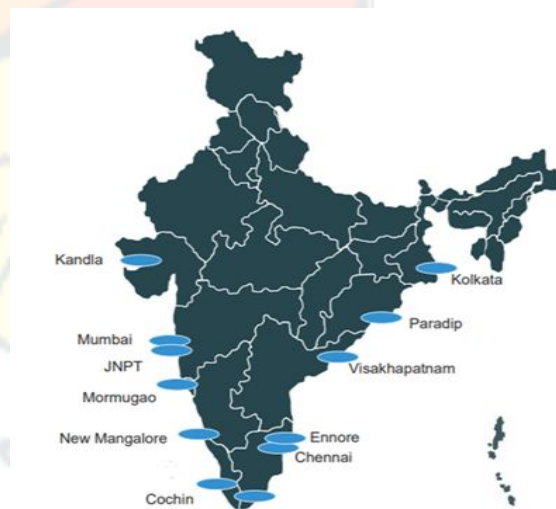 Kandla
Kolkata
Paradip
Mumbai
JNPT
Visakhapatnam
Mormugao
New Mangalore
Ennore
Chennai
Cochin